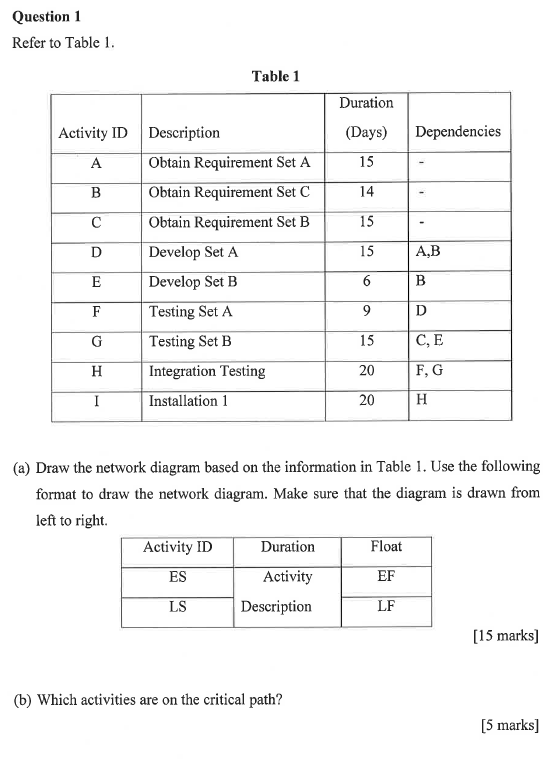 Question 1
Refer to Table 1.
Table 1
Activity ID Description Duration (Days) Dependencies
A Obtain Requirement Set A 15 -
B Obtain Requirement Set C 14 -
C Obtain Requirement Set B 15 -
D Develop Set A 15 A,B
E Develop Set B 6 B
F Testing Set A 9 D
G Testing Set B 15 C, E
H Integration Testing 20 F, G
I Installation 1 20 H
(a) Draw the network diagram based on the information in Table 1. Use the following
format to draw the network diagram. Make sure that the diagram is drawn from
left to right.
Activity ID Duration Float
ES Activity EF
LS Description LF
[15 marks]
(b) Which activities are on the critical path?
[5 marks]